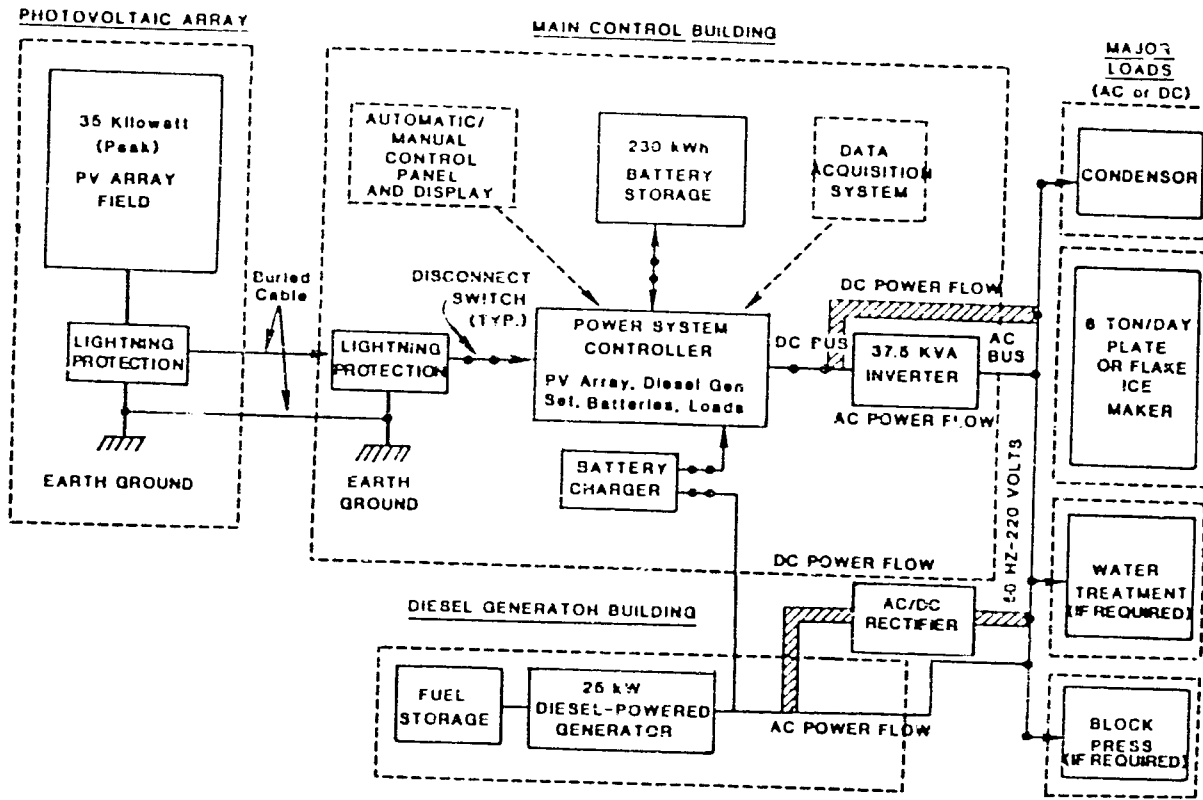 PHOTOVOLTAIC ARRAY
35 Kilowatt
(Peak)
PV ARRAY
FIELD
LIGHTNING
PROTECTION
EARTH GROUND
Buried
Cable
MAIN CONTROL BUILDING
AUTOMATIC/
MANUAL
CONTROL
PANEL
AND DISPLAY
230 kWh
BATTERY
STORAGE
DATA
ACQUISITION
SYSTEM
DISCONNECT
SWITCH
(TYP.)
LIGHTNING
PROTECTION
EARTH
GROUND
POWER SYSTEM
CONTROLLER
PV Array, Diesel Gen
Set, Batteries, Loads
BATTERY
CHARGER
DC BUS
DC POWER FLOW
37.5 KVA
INVERTER
AC
BUS
AC POWER FLOW
DC POWER FLOW
50 HZ-220 VOLTS
AC/DC
RECTIFIER
DIESEL GENERATOR BUILDING
FUEL
STORAGE
25 kW
DIESEL-POWERED
GENERATOR
AC POWER FLOW
MAJOR
LOADS
(AC or DC)
CONDENSOR
6 TON/DAY
PLATE
OR FLAKE
ICE
MAKER
WATER
TREATMENT
(IF REQUIRED)
BLOCK
PRESS
(IF REQUIRED)